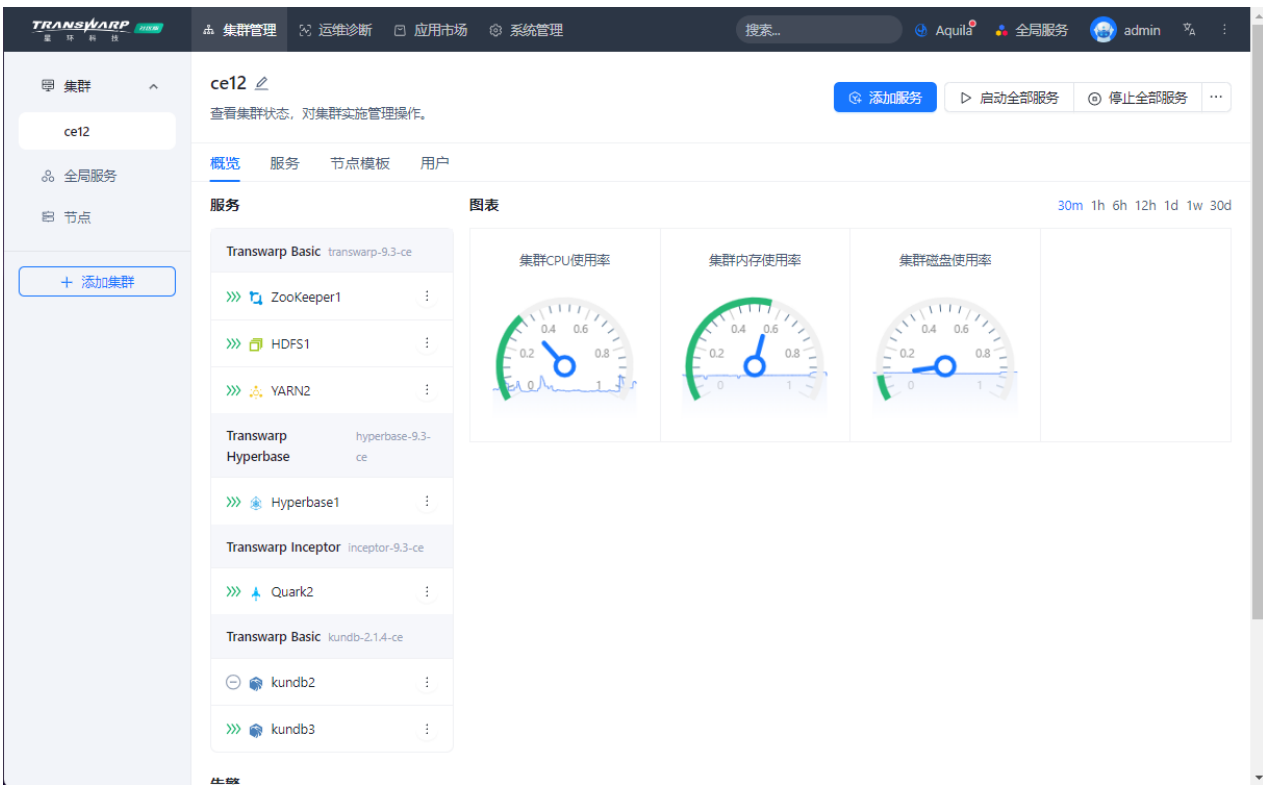 TRANSWARP 社区版
星环科技
集群管理 运维诊断 应用市场 系统管理 搜索... Aquila 全局服务 admin
集群
ce12
全局服务
节点
添加集群
ce12
查看集群状态，对集群实施管理操作。
添加服务 启动全部服务 停止全部服务 ...
概览 服务 节点模板 用户
服务
Transwarp Basic transwarp-9.3-ce
ZooKeeper1
HDFS1
YARN2
Transwarp Hyperbase hyperbase-9.3-ce
Hyperbase1
Transwarp Inceptor inceptor-9.3-ce
Quark2
Transwarp Basic kundb-2.1.4-ce
kundb2
kundb3
告警
图表 30m 1h 6h 12h 1d 1w 30d
集群CPU使用率 集群内存使用率 集群磁盘使用率
0.4 0.6 0.4 0.6 0.4 0.6
0.2 0.8 0.2 0.8 0.2 0.8
0 1 0 1 0 1